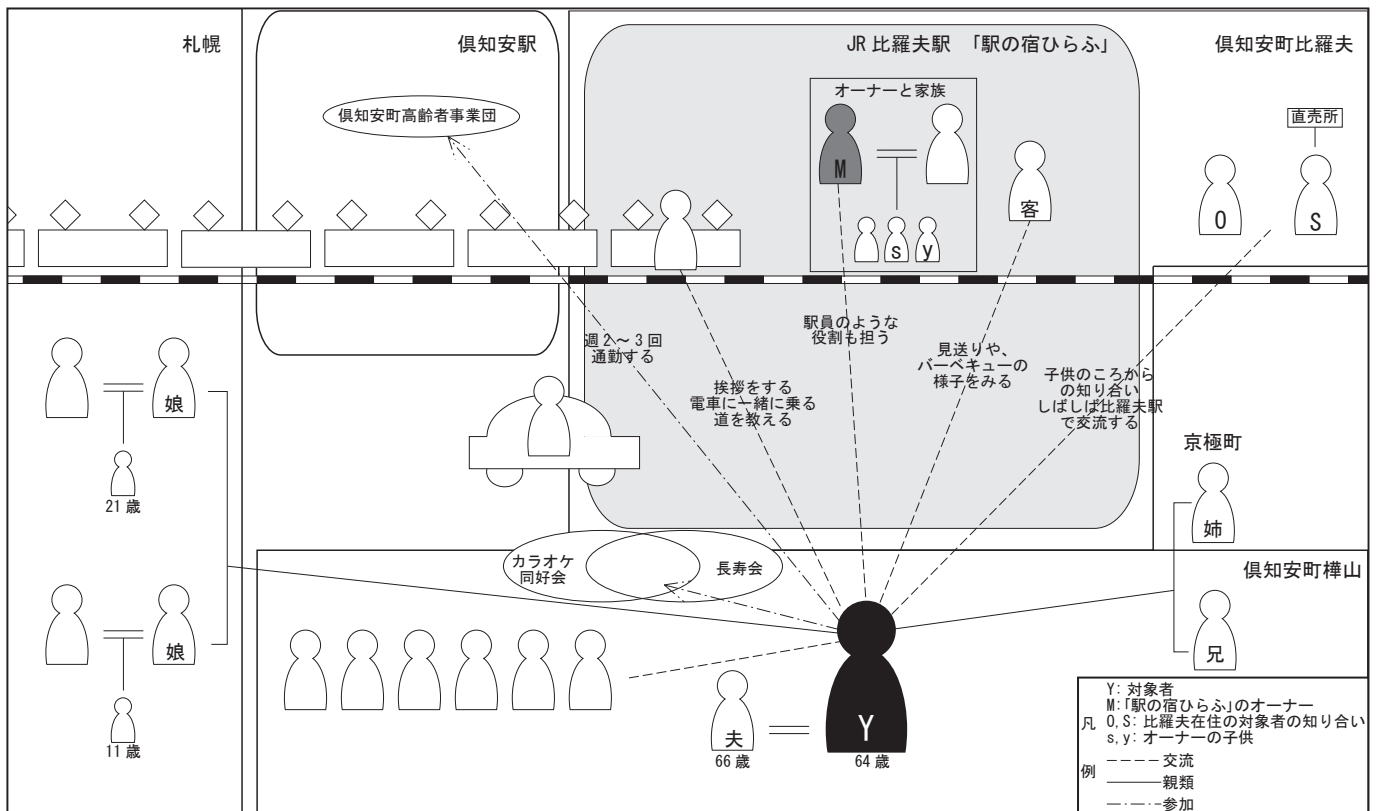 札幌
倶知安駅
JR 比羅夫駅 「駅の宿ひらふ」
倶知安町比羅夫
倶知安町高齢者事業団
オーナーと家族
直売所
M
客
O
S
s
y
週2～3回
通勤する
駅員のような
役割も担う
挨拶をする
電車に一緒に乗る
道を教える
見送りや、
バーベキューの
様子をみる
子供のころから
の知り合い
しばしば比羅夫駅
で交流する
娘
21 歳
娘
11 歳
カラオケ
同好会
長寿会
京極町
姉
倶知安町樺山
兄
夫
66 歳
Y
64 歳
凡例
Y: 対象者
M:「駅の宿ひらふ」のオーナー
O,S: 比羅夫在住の対象者の知り合い
s,y: オーナーの子供
交流
親類
参加